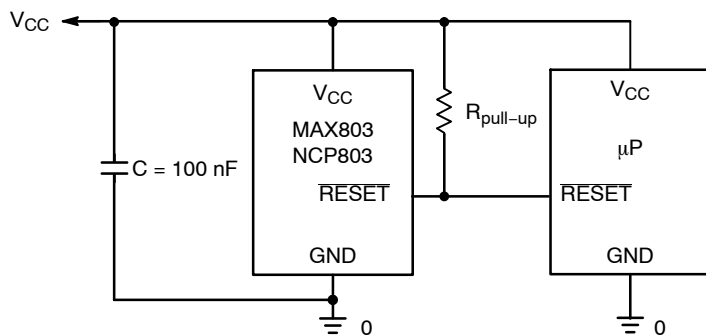 VCC
VCC
MAX803
NCP803
RESET
GND
C = 100 nF
Rpull–up
VCC
μP
RESET
GND
0
0